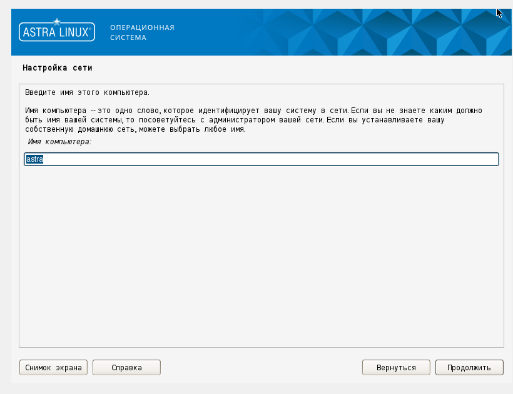 ASTRA LINUX®
ОПЕРАЦИОННАЯ
СИСТЕМА
Настройка сети
Введите имя этого компьютера.
Имя компьютера -- это одно слово, которое идентифицирует вашу систему в сети. Если вы не знаете каким должно
быть имя вашей системы, то посоветуйтесь с администратором вашей сети. Если вы устанавливаете вашу
собственную домашнюю сеть, можете выбрать любое имя.
Имя компьютера:
astra
Снимок экрана Справка Вернуться Продолжить